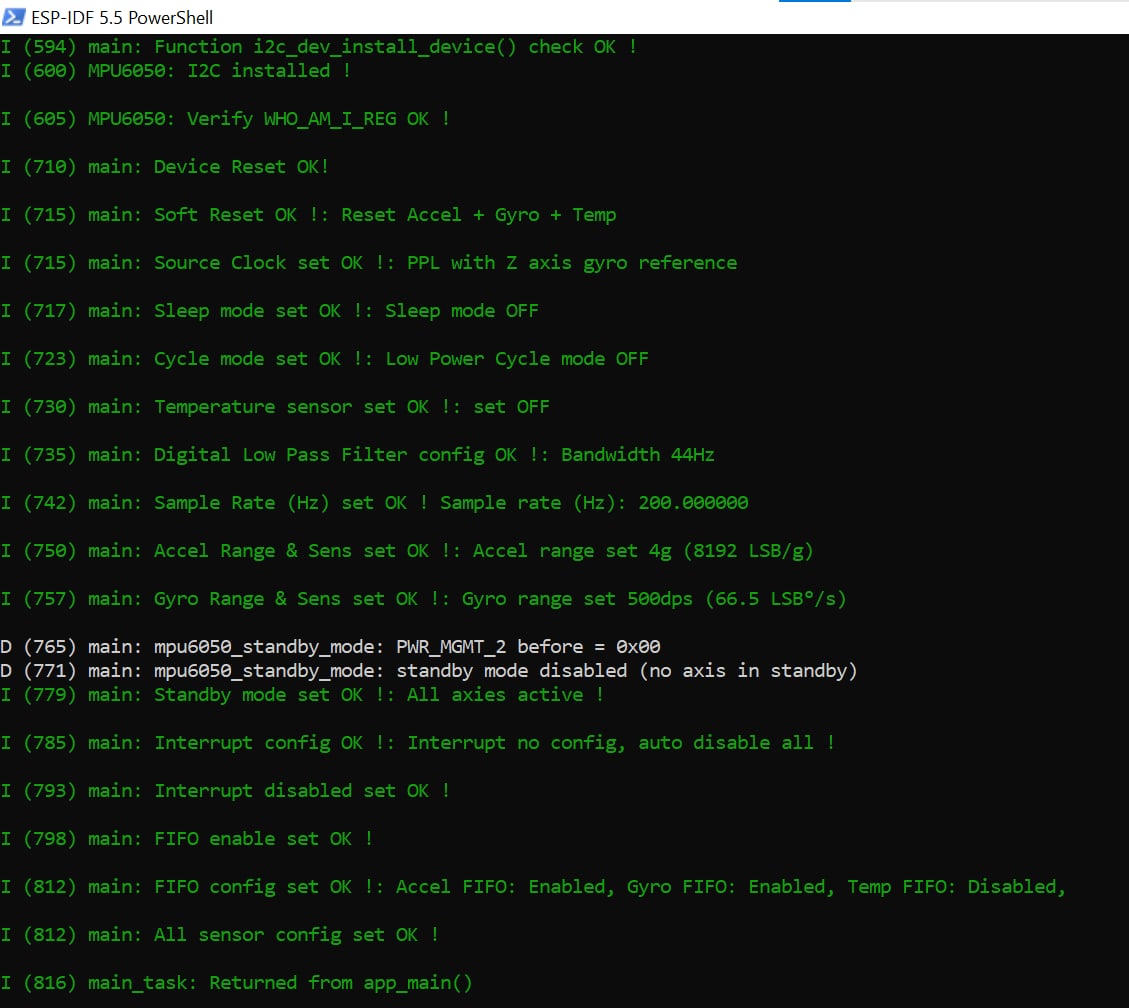 ESP-IDF 5.5 PowerShell
I (594) main: Function i2c_dev_install_device() check OK !
I (600) MPU6050: I2C installed !
I (605) MPU6050: Verify WHO_AM_I_REG OK !
I (710) main: Device Reset OK!
I (715) main: Soft Reset OK !: Reset Accel + Gyro + Temp
I (715) main: Source Clock set OK !: PPL with Z axis gyro reference
I (717) main: Sleep mode set OK !: Sleep mode OFF
I (723) main: Cycle mode set OK !: Low Power Cycle mode OFF
I (730) main: Temperature sensor set OK !: set OFF
I (735) main: Digital Low Pass Filter config OK !: Bandwidth 44Hz
I (742) main: Sample Rate (Hz) set OK ! Sample rate (Hz): 200.000000
I (750) main: Accel Range & Sens set OK !: Accel range set 4g (8192 LSB/g)
I (757) main: Gyro Range & Sens set OK !: Gyro range set 500dps (66.5 LSBº/s)
D (765) main: mpu6050_standby_mode: PWR_MGMT_2 before = 0x00
D (771) main: mpu6050_standby_mode: standby mode disabled (no axis in standby)
I (779) main: Standby mode set OK !: All axies active !
I (785) main: Interrupt config OK !: Interrupt no config, auto disable all !
I (793) main: Interrupt disabled set OK !
I (798) main: FIFO enable set OK !
I (812) main: FIFO config set OK !: Accel FIFO: Enabled, Gyro FIFO: Enabled, Temp FIFO: Disabled,
I (812) main: All sensor config set OK !
I (816) main_task: Returned from app_main()